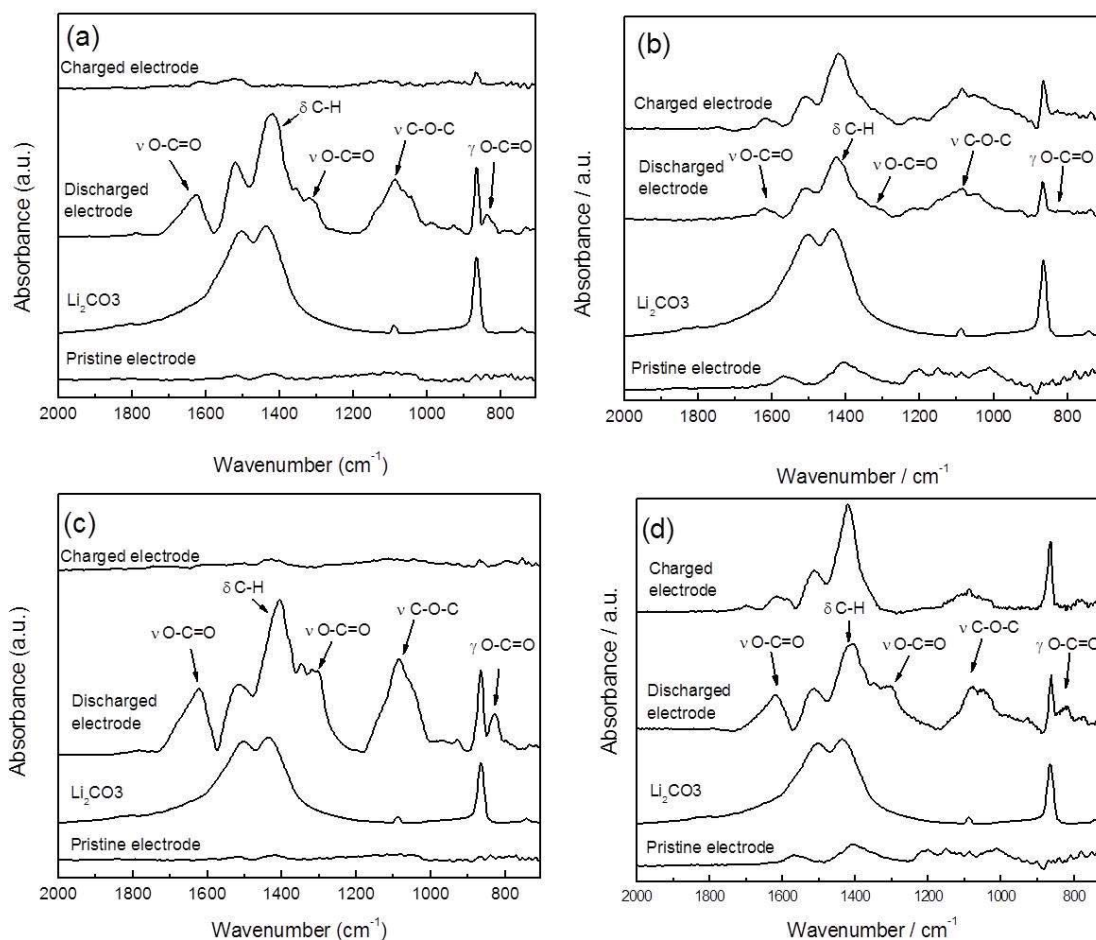 (a)
Charged electrode
δ C-H
ν O-C=O
ν C-O-C
ν O-C=O
γ O-C=O
Discharged
electrode
Li2CO3
Pristine electrode
2000 1800 1600 1400 1200 1000 800
Wavenumber (cm-1)
Absorbance (a.u.)
(b)
Charged electrode
δ C-H
ν O-C=O
ν O-C=O
ν C-O-C
γ O-C=O
Discharged
electrode
Li2CO3
Pristine electrode
2000 1800 1600 1400 1200 1000 800
Wavenumber / cm-1
Absorbance / a.u.
(c)
Charged electrode
δ C-H
ν O-C=O
ν O-C=O
ν C-O-C
γ O-C=O
Discharged
electrode
Li2CO3
Pristine electrode
2000 1800 1600 1400 1200 1000 800
Wavenumber (cm-1)
Absorbance (a.u.)
(d)
Charged
electrode
δ C-H
ν O-C=O
ν O-C=O
ν C-O-C
γ O-C=O
Discharged
electrode
Li2CO3
Pristine electrode
2000 1800 1600 1400 1200 1000 800
Wavenumber / cm-1
Absorbance / a.u.